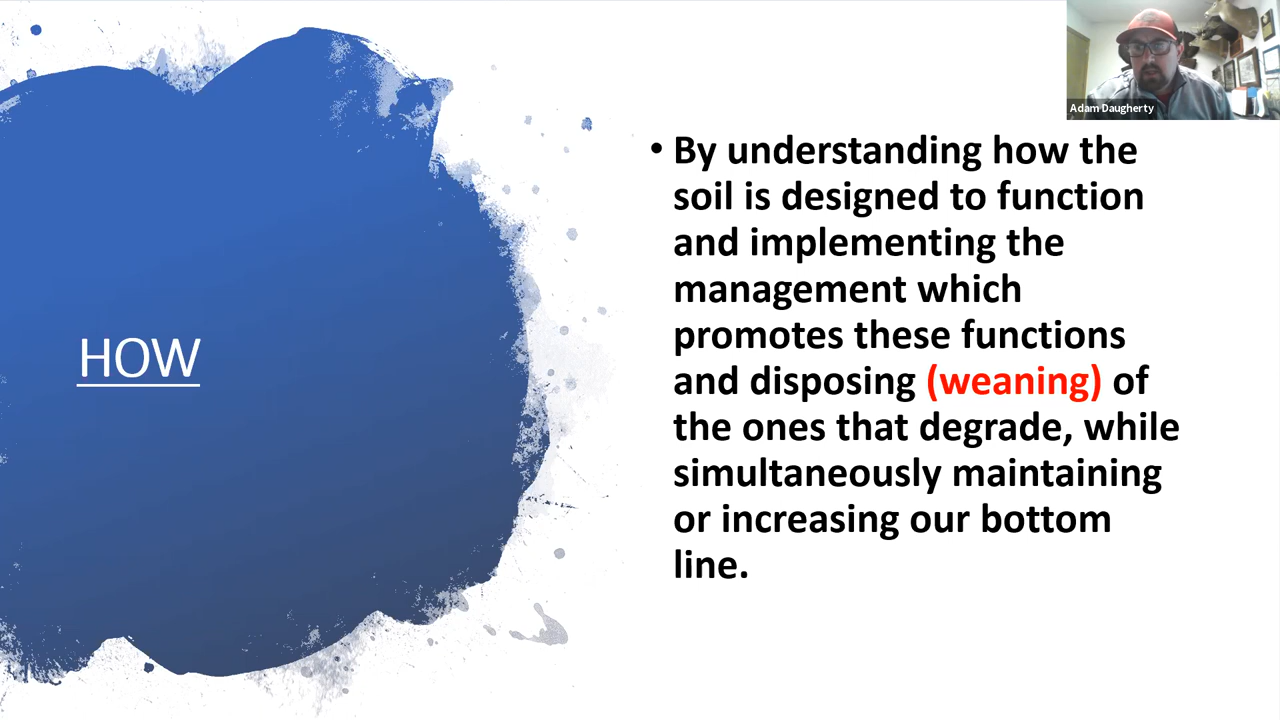 Adam Daugherty
HOW
• By understanding how the
soil is designed to function
and implementing the
management which
promotes these functions
and disposing (weaning) of
the ones that degrade, while
simultaneously maintaining
or increasing our bottom
line.